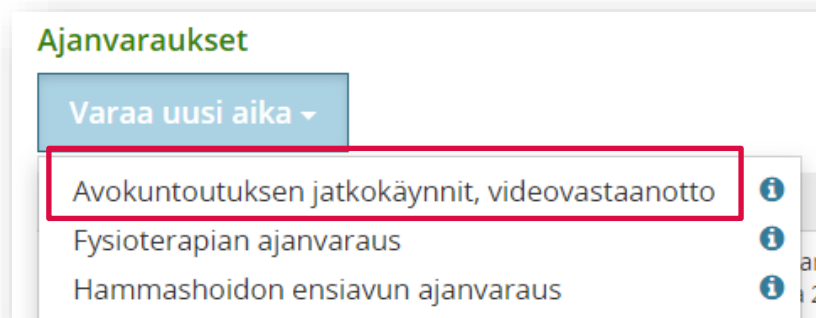 Ajanvaraukset
Varaa uusi aika
Avokuntoutuksen jatkokäynnit, videovastaanotto
Fysioterapian ajanvaraus
Hammashoidon ensiavun ajanvaraus